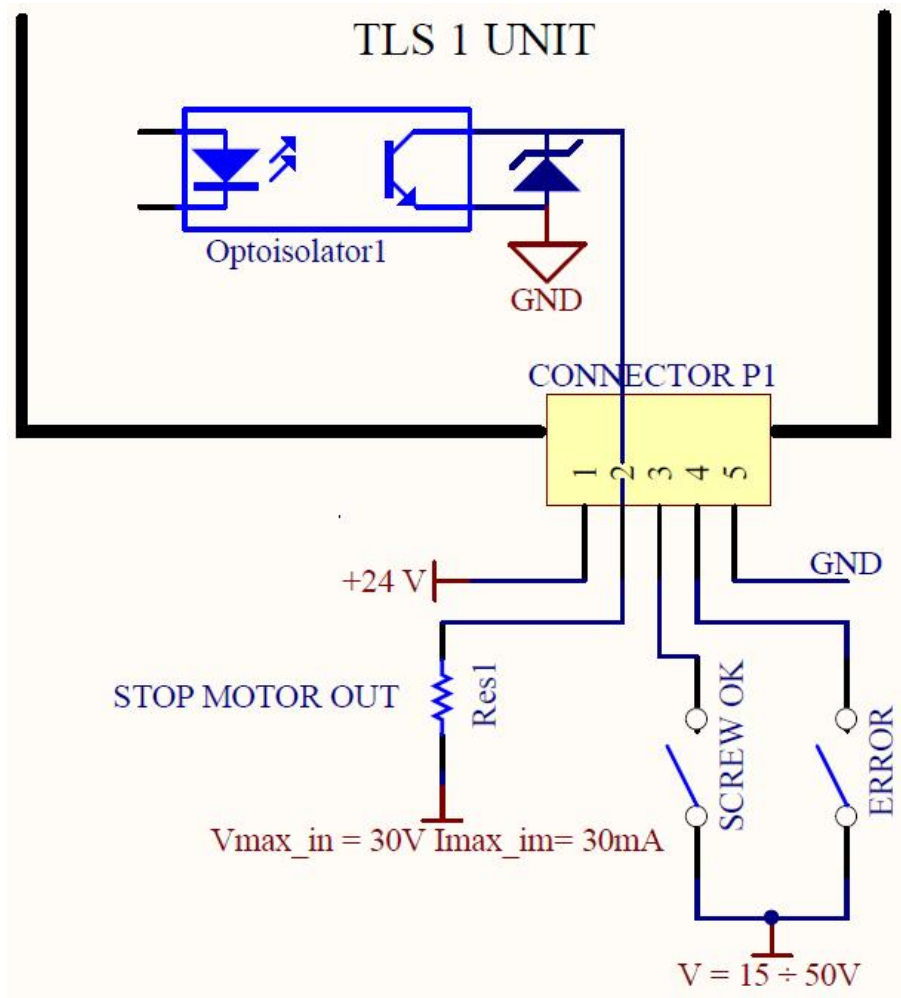 TLS 1 UNIT
Optoisolator1
GND
CONNECTOR P1
1 2 3 4 5
GND
+24 V
STOP MOTOR OUT
Res1
SCREW OK
ERROR
Vmax_in = 30V Imax_im= 30mA
V = 15 ÷ 50V